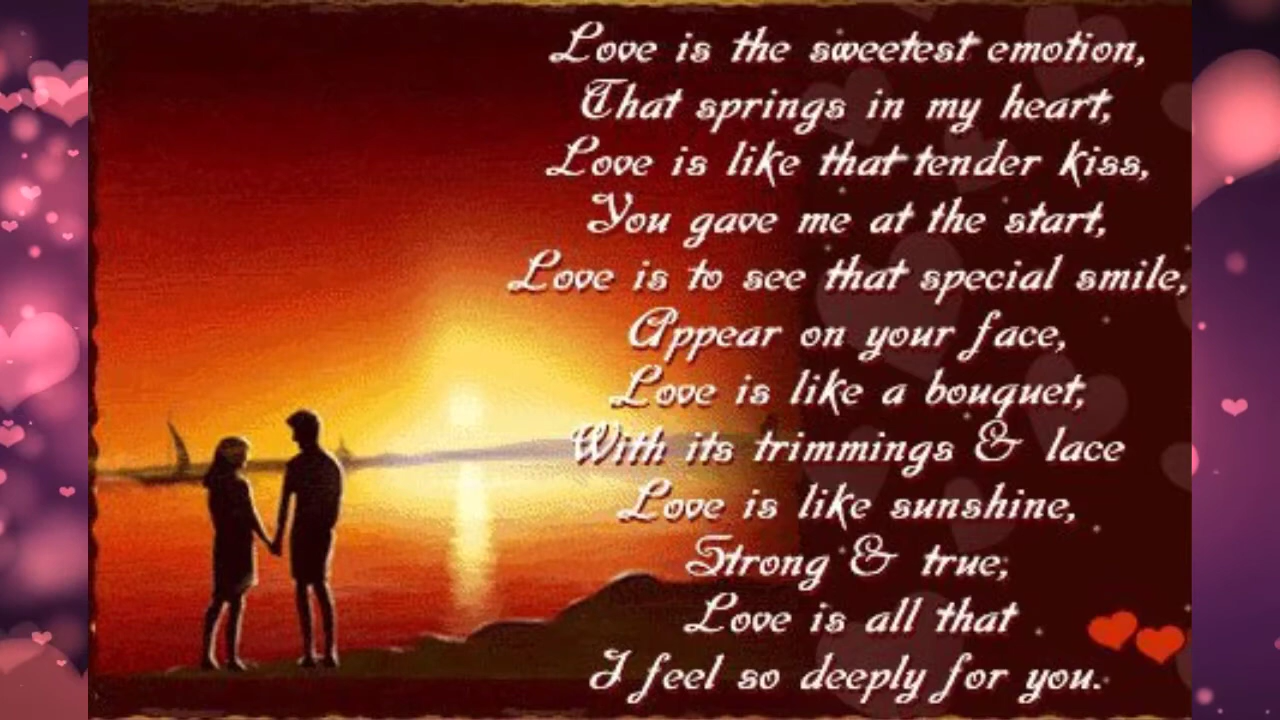 Love is the sweetest emotion,
That springs in my heart,
Love is like that tender kiss,
You gave me at the start,
Love is to see that special smile,
Appear on your face,
Love is like a bouquet,
With its trimmings & lace
Love is like sunshine,
Strong & true,
Love is all that
I feel so deeply for you.